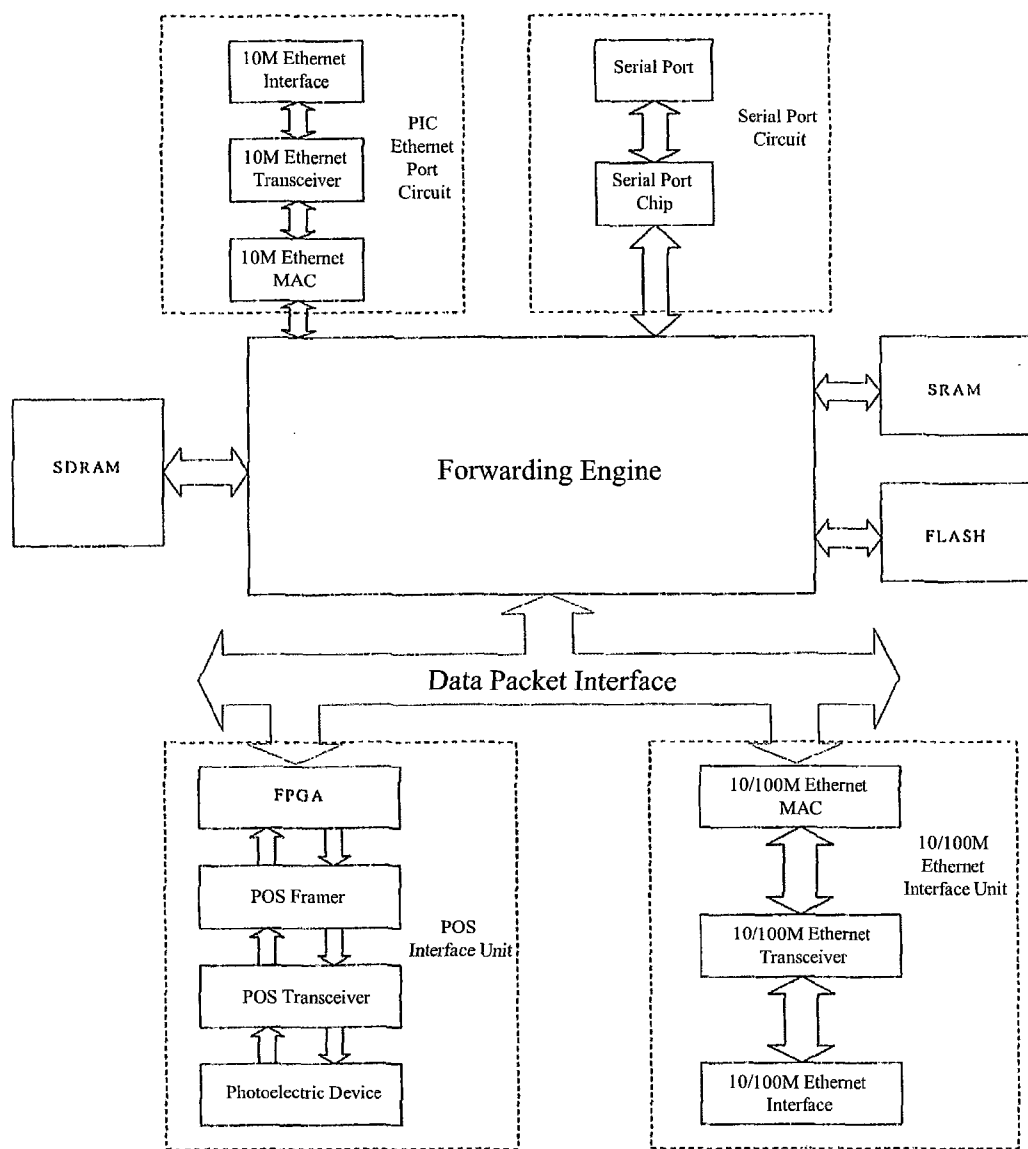 10M Ethernet
Interface
10M Ethernet
Transceiver
10M Ethernet
MAC
PIC
Ethernet
Port
Circuit
Serial Port
Serial Port
Chip
Serial Port
Circuit
SDRAM
Forwarding Engine
SRAM
FLASH
Data Packet Interface
FPGA
POS Framer
POS Transceiver
Photoelectric Device
POS
Interface Unit
10/100M Ethernet
MAC
10/100M Ethernet
Transceiver
10/100M Ethernet
Interface
10/100M
Ethernet
Interface Unit